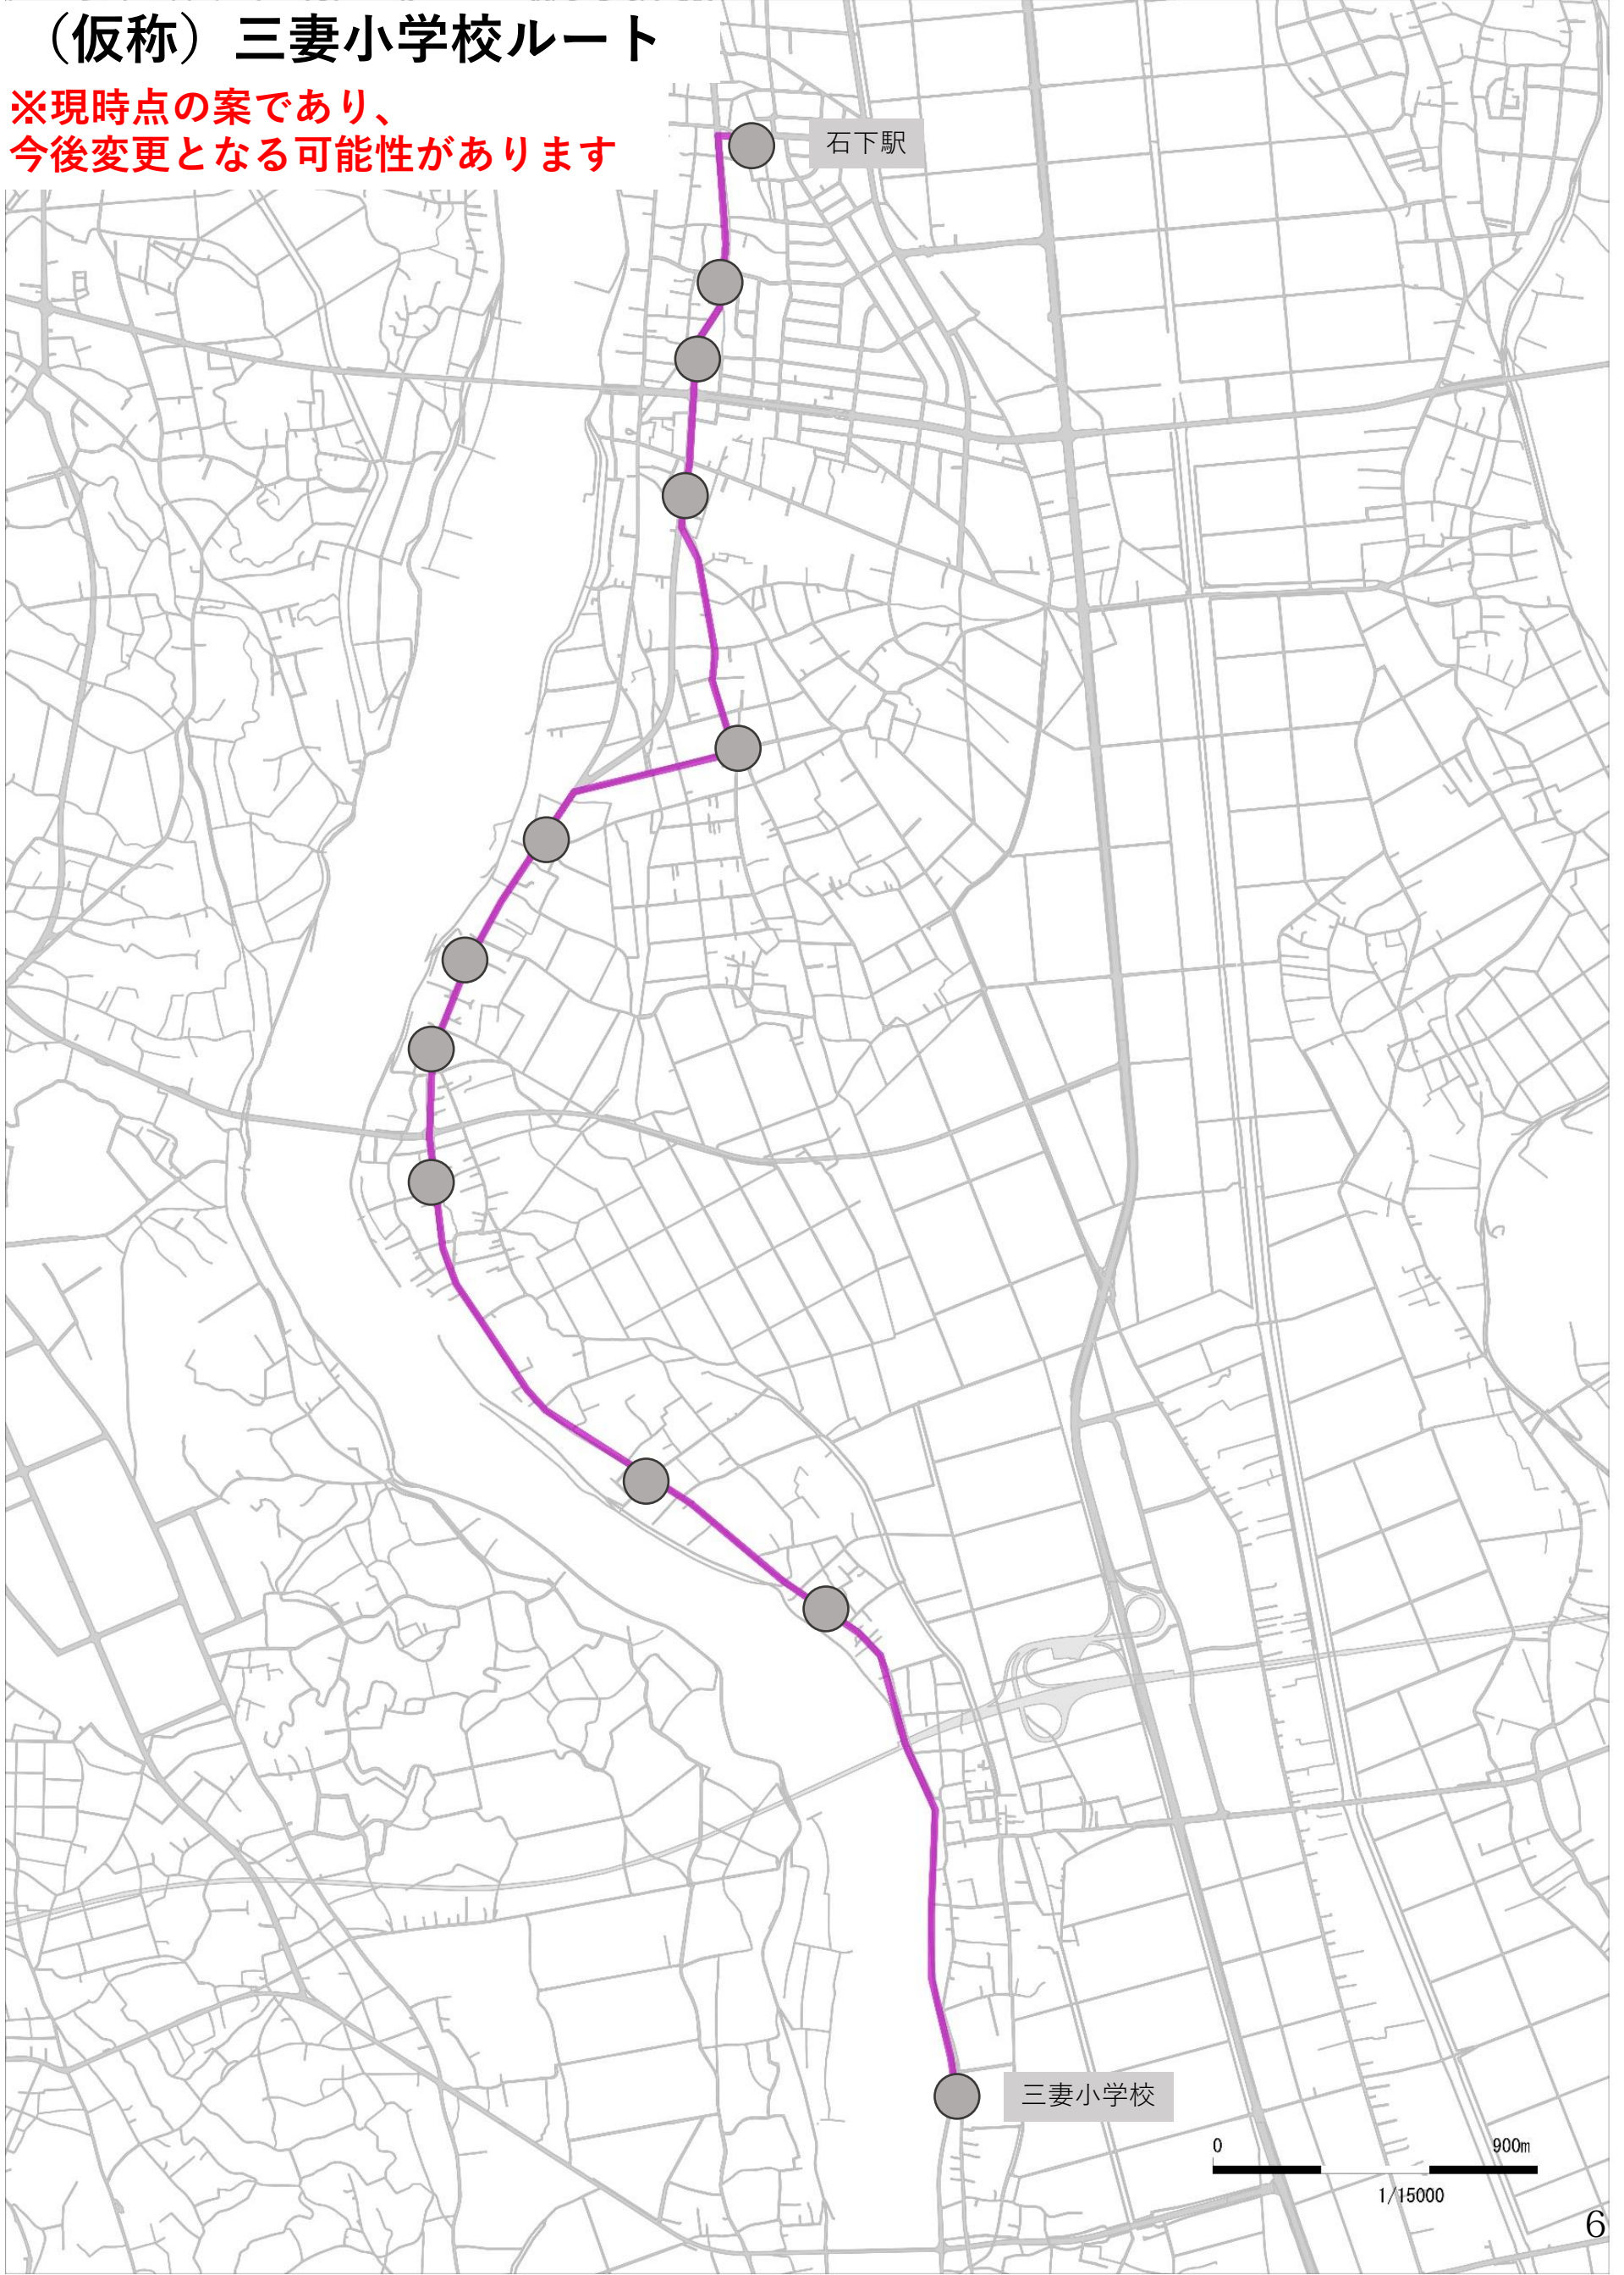 （仮称）三妻小学校ルート
※現時点の案であり、
今後変更となる可能性があります
石下駅
三妻小学校
0 900m
1/15000
6